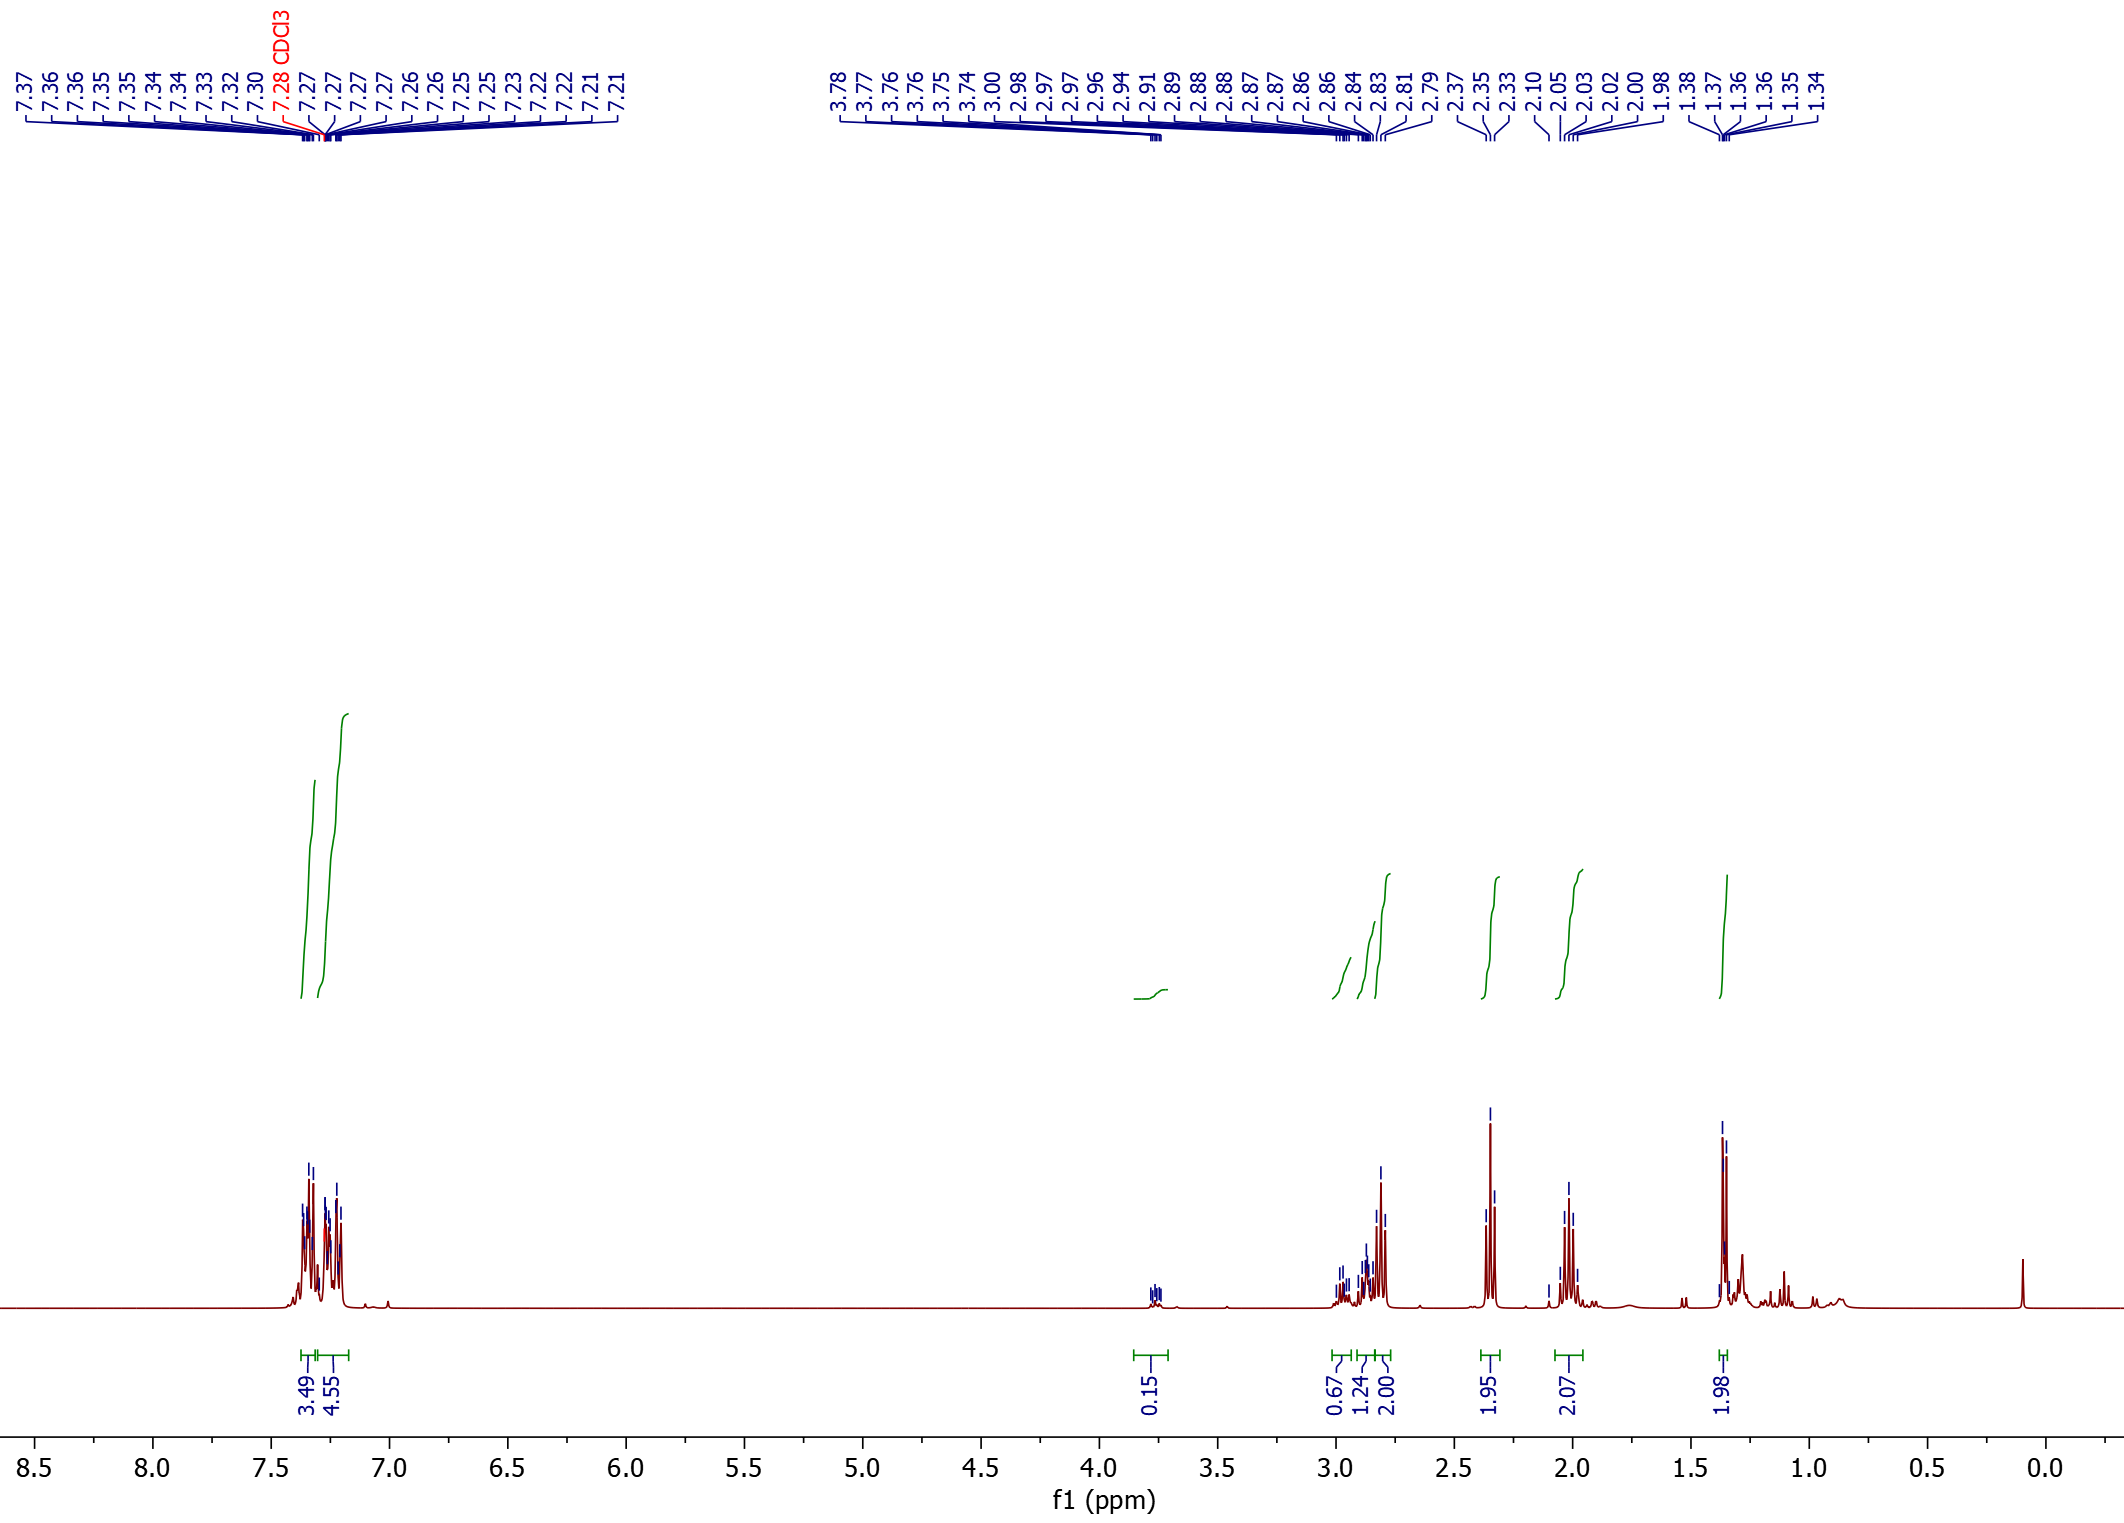 7.37 7.36 7.36 7.35 7.35 7.34 7.34 7.33 7.32 7.30 7.28 CDCl3 7.27 7.27 7.27 7.27 7.26 7.26 7.25 7.25 7.23 7.22 7.22 7.21 7.21
3.78 3.77 3.76 3.76 3.75 3.74 3.00 2.98 2.97 2.97 2.96 2.94 2.91 2.89 2.88 2.88 2.87 2.87 2.86 2.86 2.84 2.83 2.81 2.79 2.37 2.35 2.33 2.10 2.05 2.03 2.02 2.00 1.98 1.38 1.37 1.36 1.36 1.35 1.34
3.49 4.55 0.15 0.67 1.24 2.00 1.95 2.07 1.98
8.5 8.0 7.5 7.0 6.5 6.0 5.5 5.0 4.5 4.0 3.5 3.0 2.5 2.0 1.5 1.0 0.5 0.0
f1 (ppm)